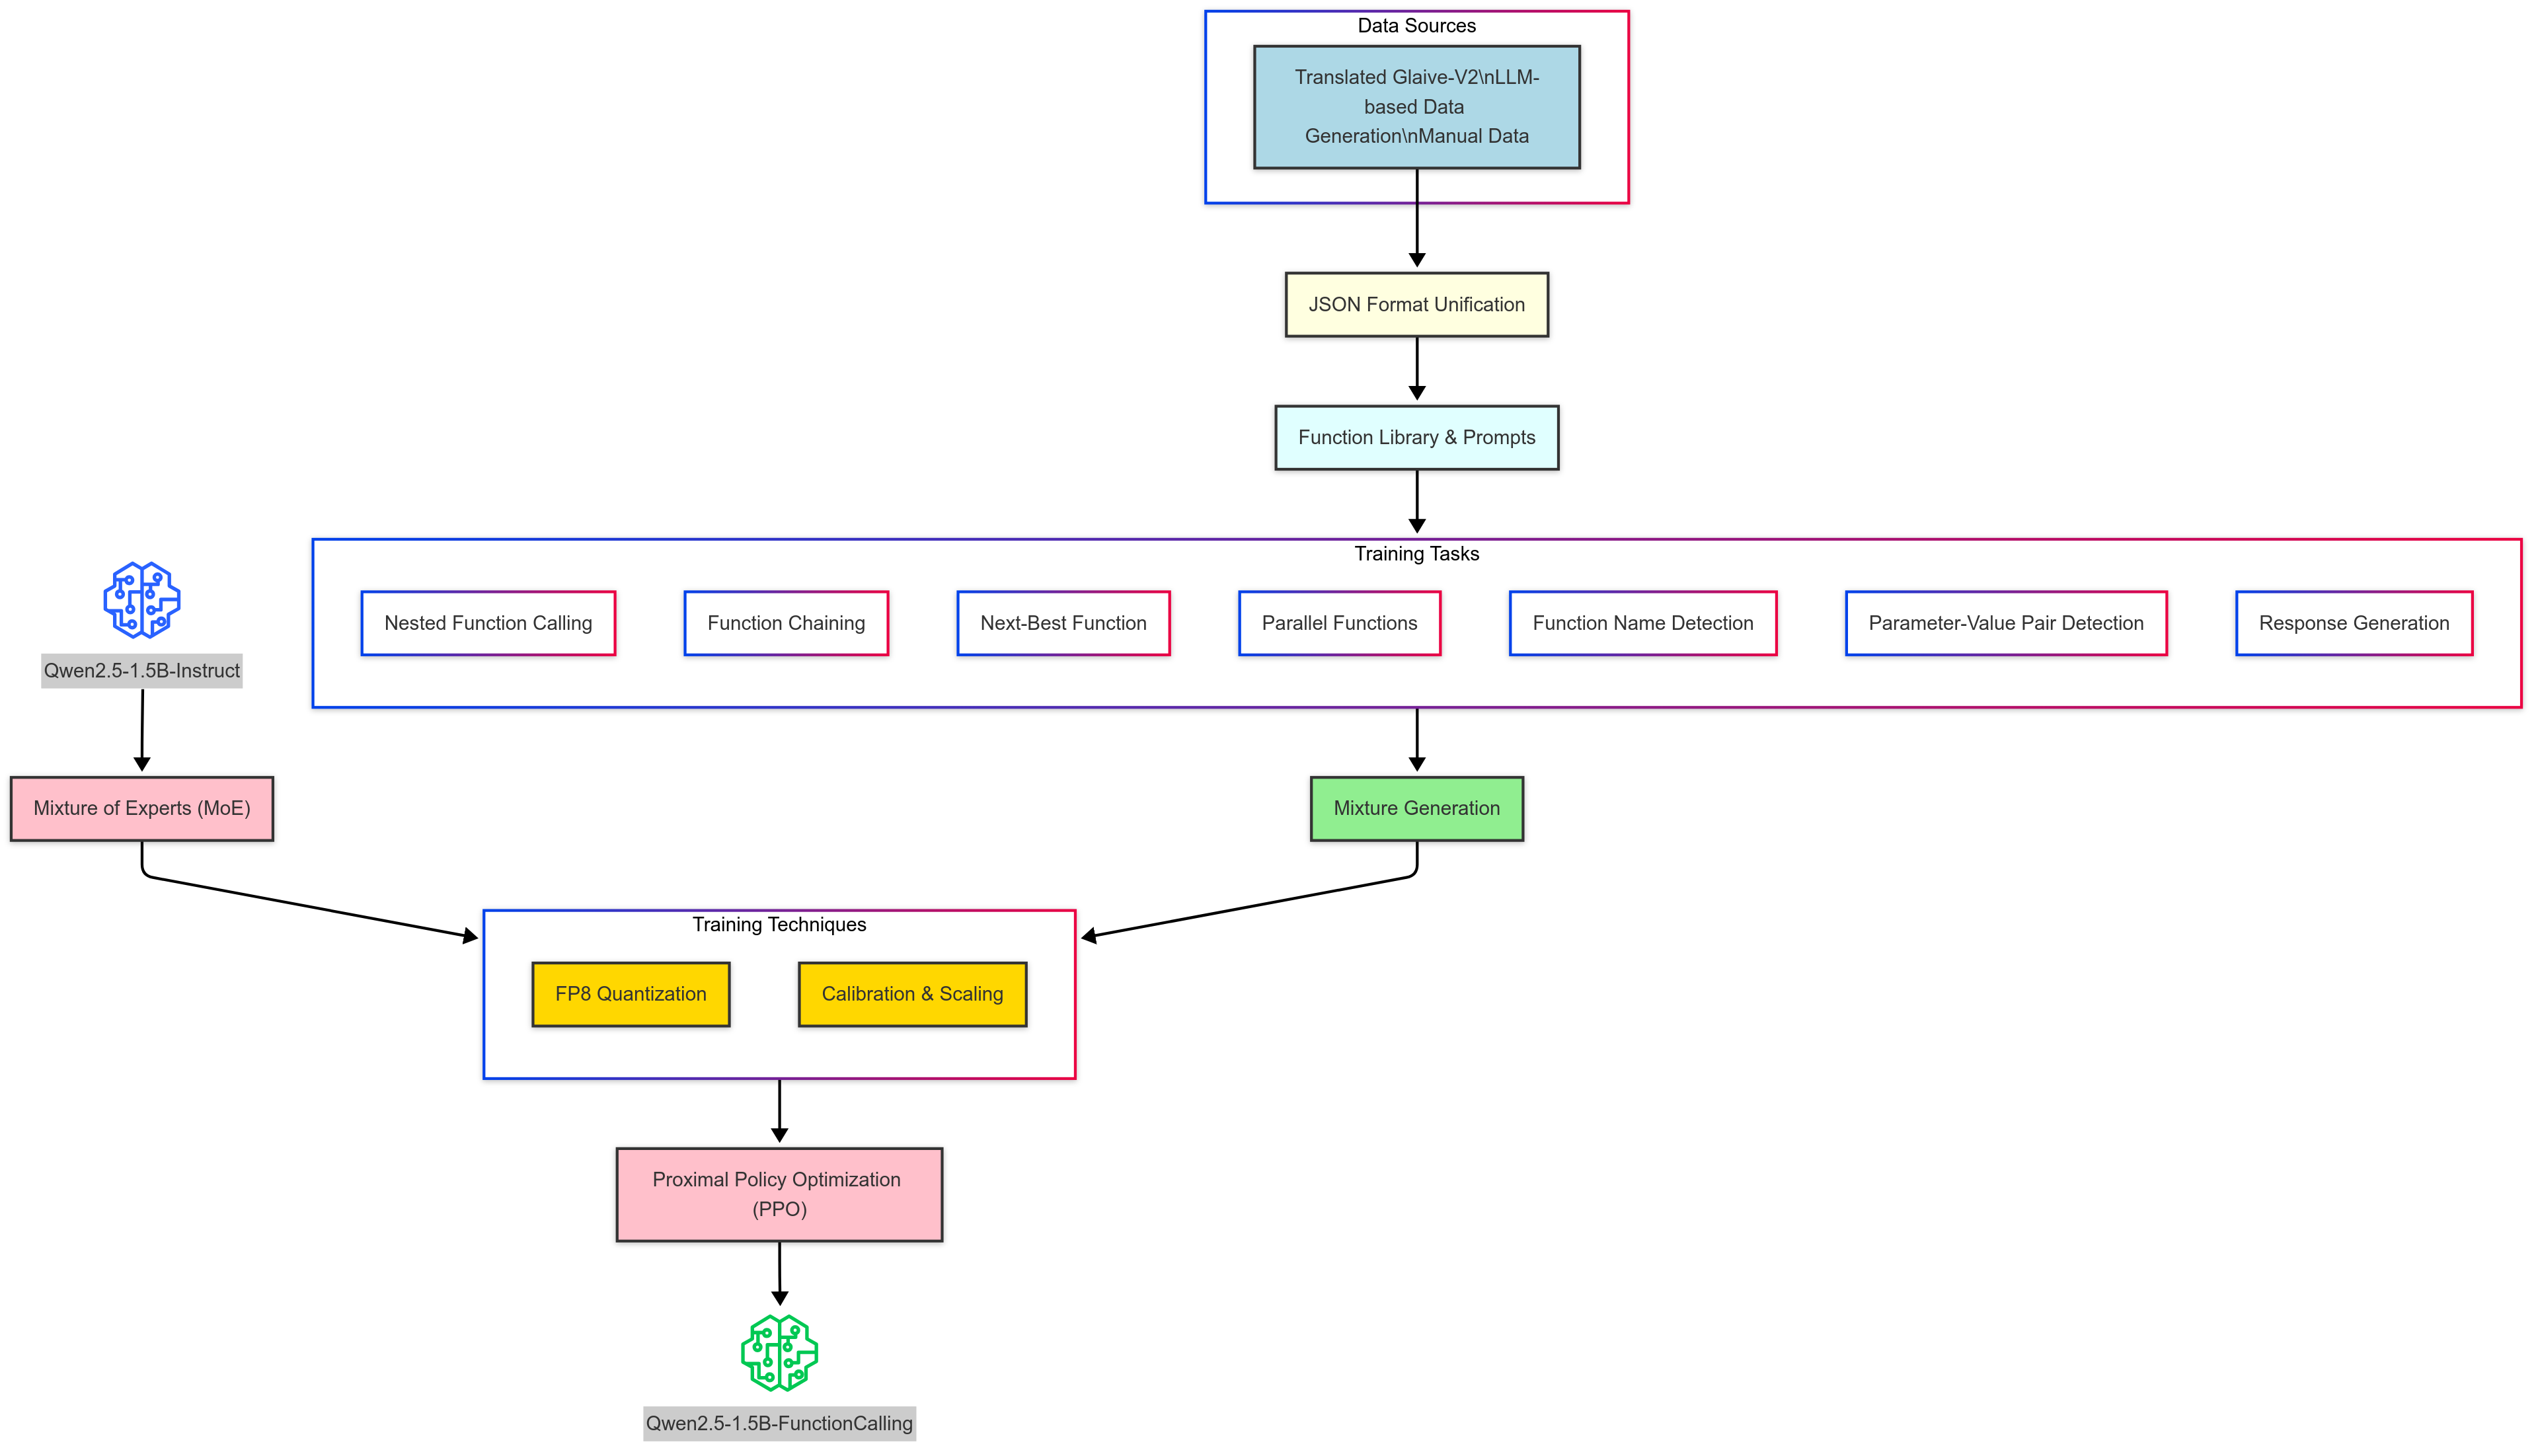 Data Sources
Translated Glaive-V2\nLLM-
based Data
Generation\nManual Data
JSON Format Unification
Function Library & Prompts
Training Tasks
Nested Function Calling
Function Chaining
Next-Best Function
Parallel Functions
Function Name Detection
Parameter-Value Pair Detection
Response Generation
Qwen2.5-1.5B-Instruct
Mixture of Experts (MoE)
Mixture Generation
Training Techniques
FP8 Quantization
Calibration & Scaling
Proximal Policy Optimization
(PPO)
Qwen2.5-1.5B-FunctionCalling